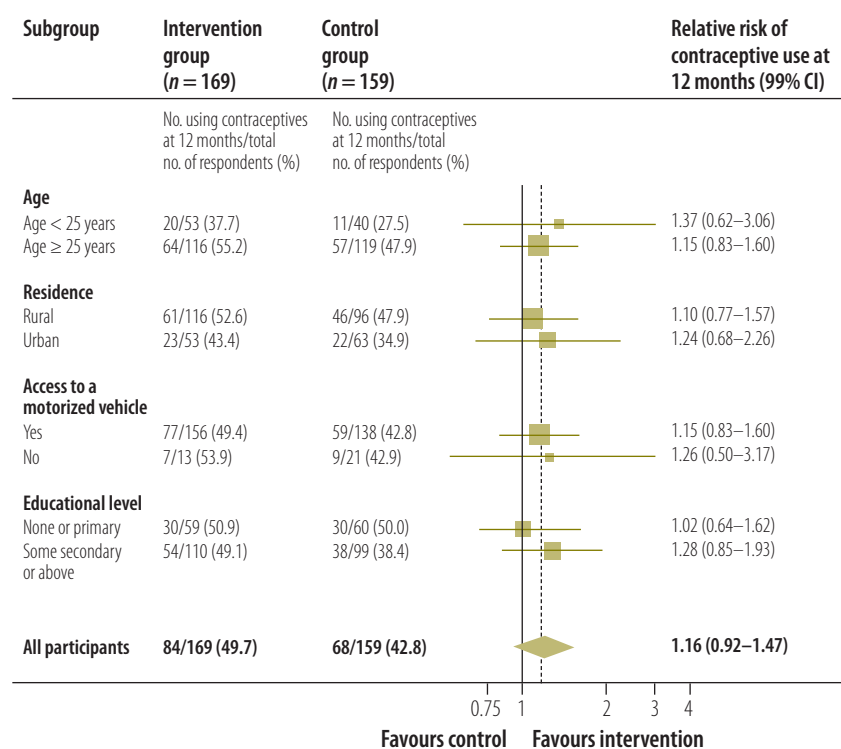 Subgroup Intervention group (n = 169) Control group (n = 159) Relative risk of contraceptive use at 12 months (99% CI)
No. using contraceptives at 12 months/total no. of respondents (%) No. using contraceptives at 12 months/total no. of respondents (%)
Age
Age < 25 years 20/53 (37.7) 11/40 (27.5) 1.37 (0.62–3.06)
Age ≥ 25 years 64/116 (55.2) 57/119 (47.9) 1.15 (0.83–1.60)
Residence
Rural 61/116 (52.6) 46/96 (47.9) 1.10 (0.77–1.57)
Urban 23/53 (43.4) 22/63 (34.9) 1.24 (0.68–2.26)
Access to a
motorized vehicle
Yes 77/156 (49.4) 59/138 (42.8) 1.15 (0.83–1.60)
No 7/13 (53.9) 9/21 (42.9) 1.26 (0.50–3.17)
Educational level
None or primary 30/59 (50.9) 30/60 (50.0) 1.02 (0.64–1.62)
Some secondary 54/110 (49.1) 38/99 (38.4) 1.28 (0.85–1.93)
or above
All participants 84/169 (49.7) 68/159 (42.8) 1.16 (0.92–1.47)
0.75 1 2 3 4
Favours control Favours intervention